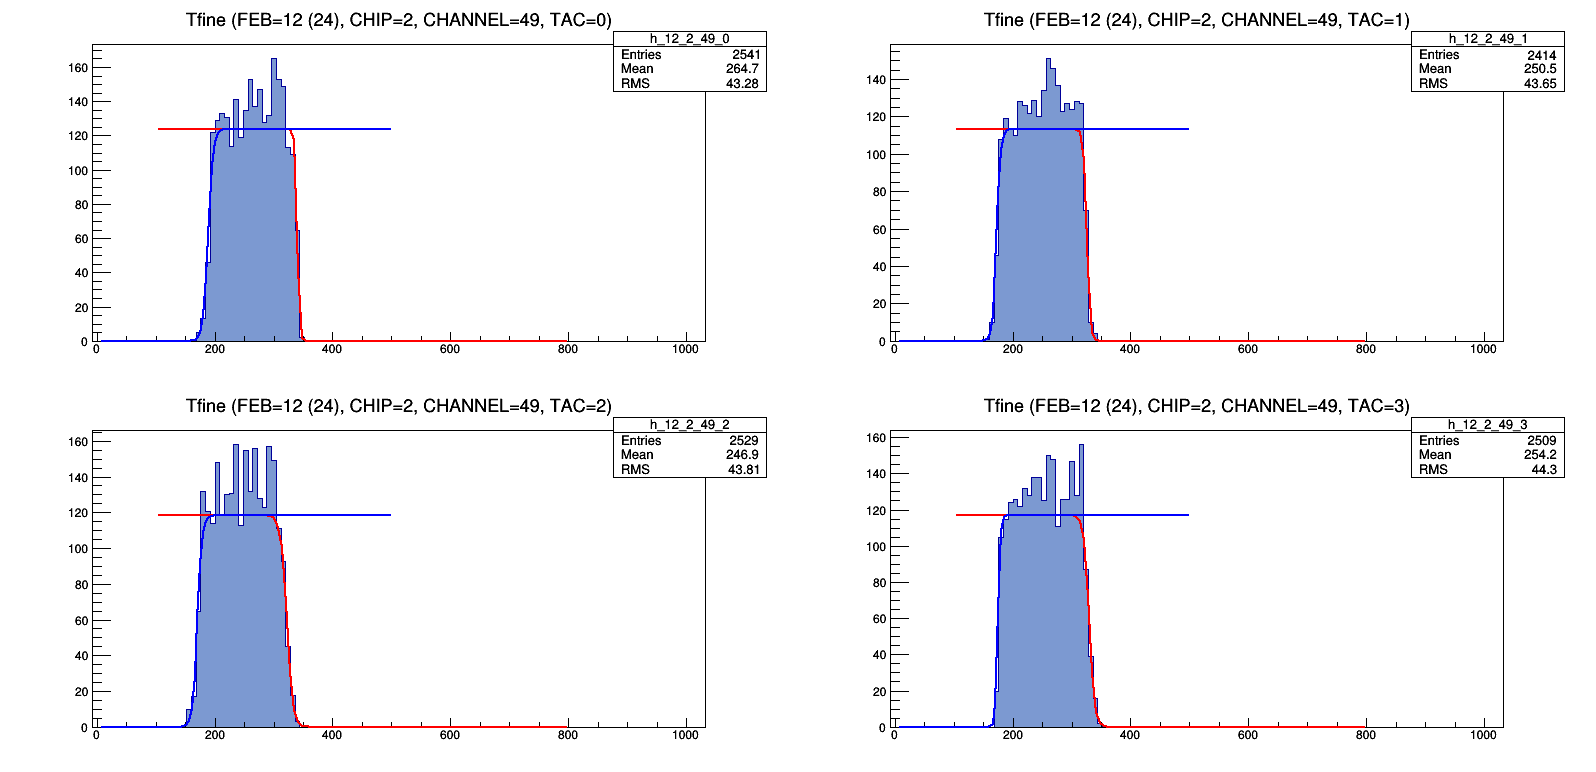 Tfine (FEB=12 (24), CHIP=2, CHANNEL=49, TAC=0)
h_12_2_49_0
Entries 2541
Mean 264.7
RMS 43.28
160
140
120
100
80
60
40
20
0
0 200 400 600 800 1000
Tfine (FEB=12 (24), CHIP=2, CHANNEL=49, TAC=1)
h_12_2_49_1
Entries 2414
Mean 250.5
RMS 43.65
140
120
100
80
60
40
20
0
0 200 400 600 800 1000
Tfine (FEB=12 (24), CHIP=2, CHANNEL=49, TAC=2)
h_12_2_49_2
Entries 2529
Mean 246.9
RMS 43.81
160
140
120
100
80
60
40
20
0
0 200 400 600 800 1000
Tfine (FEB=12 (24), CHIP=2, CHANNEL=49, TAC=3)
h_12_2_49_3
Entries 2509
Mean 254.2
RMS 44.3
160
140
120
100
80
60
40
20
0
0 200 400 600 800 1000